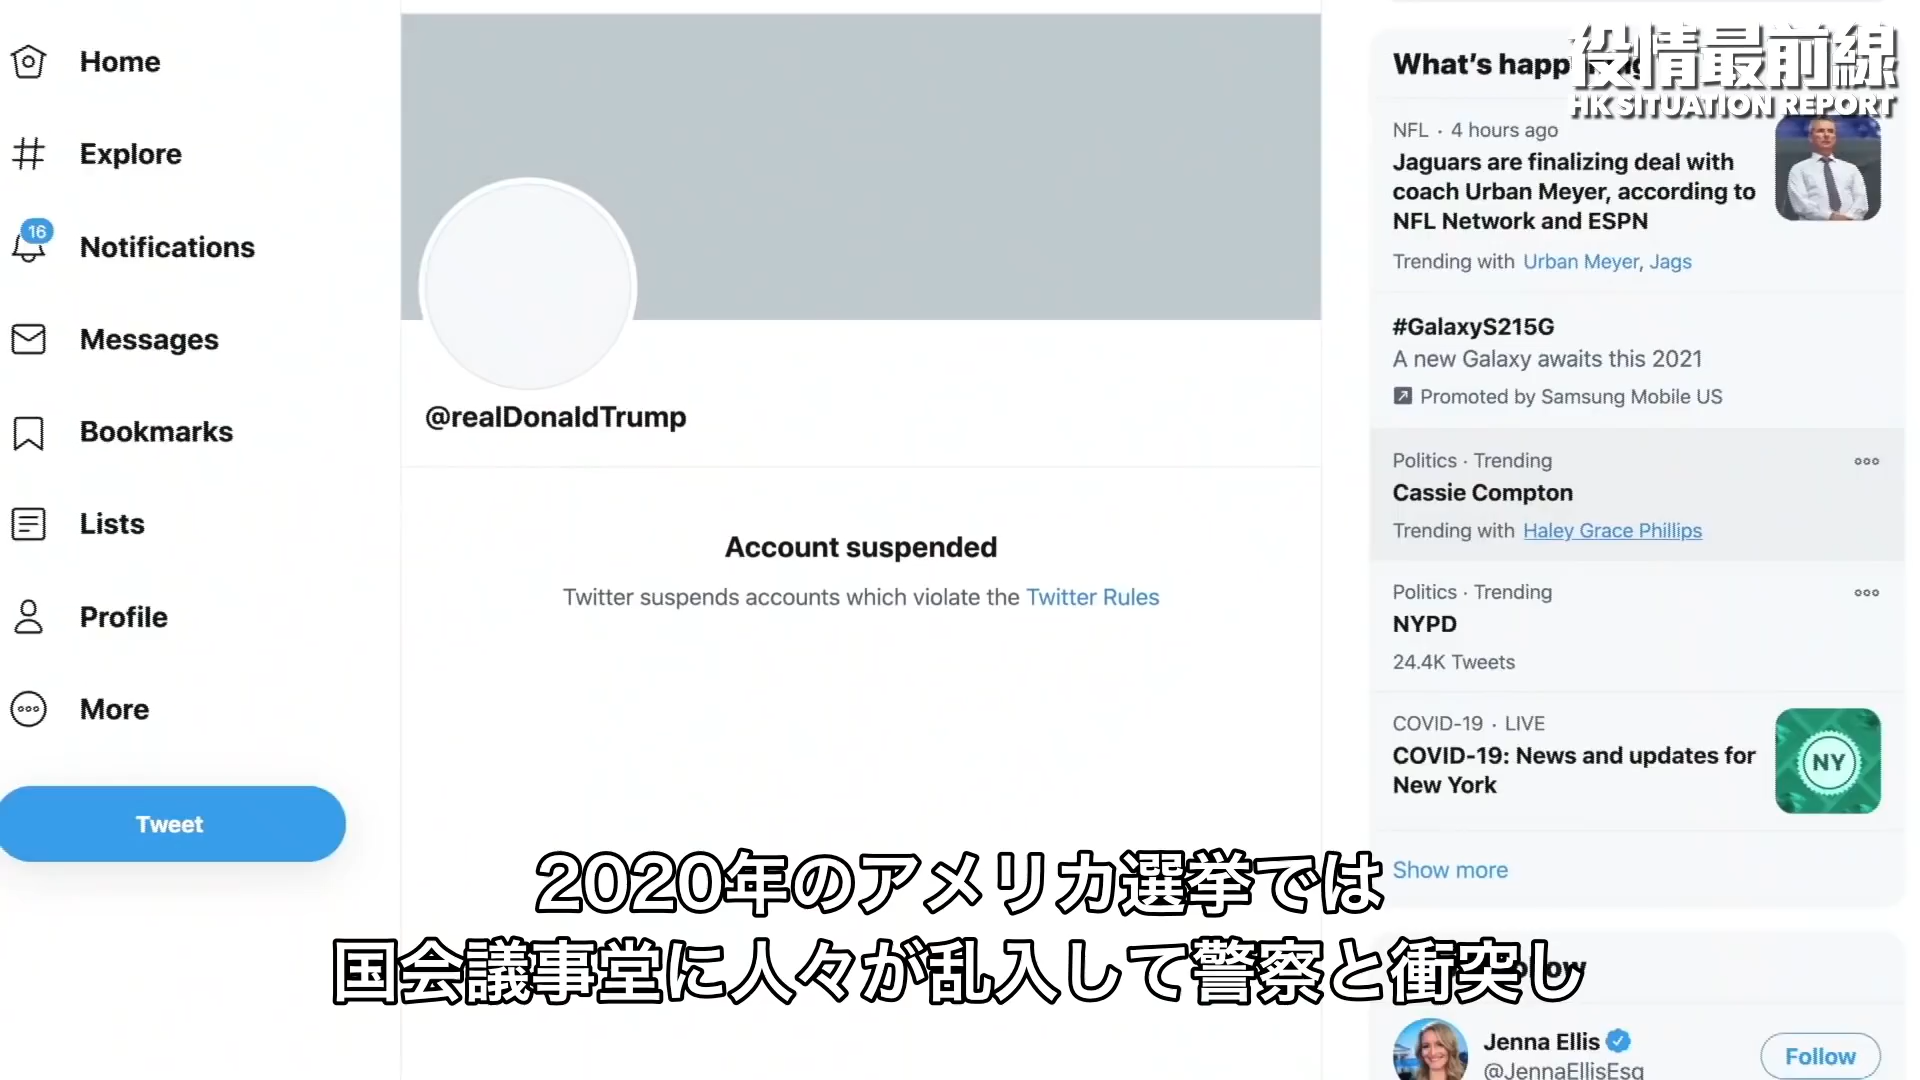 Home
Explore
16
Notifications
Messages
Bookmarks
Lists
Profile
More
Tweet
@realDonaldTrump
Account suspended
Twitter suspends accounts which violate the Twitter Rules
What's happening
役情最前線
HK SITUATION REPORT
NFL · 4 hours ago
Jaguars are finalizing deal with
coach Urban Meyer, according to
NFL Network and ESPN
Trending with Urban Meyer, Jags
#GalaxyS215G
A new Galaxy awaits this 2021
Promoted by Samsung Mobile US
Politics · Trending
Cassie Compton
Trending with Haley Grace Phillips
Politics · Trending
NYPD
24.4K Tweets
COVID-19 · LIVE
COVID-19: News and updates for
New York
NY
Show more
Jenna Ellis
@JennaEllisEsq
Follow
2020年のアメリカ選挙では
国会議事堂に人々が乱入して警察と衝突し